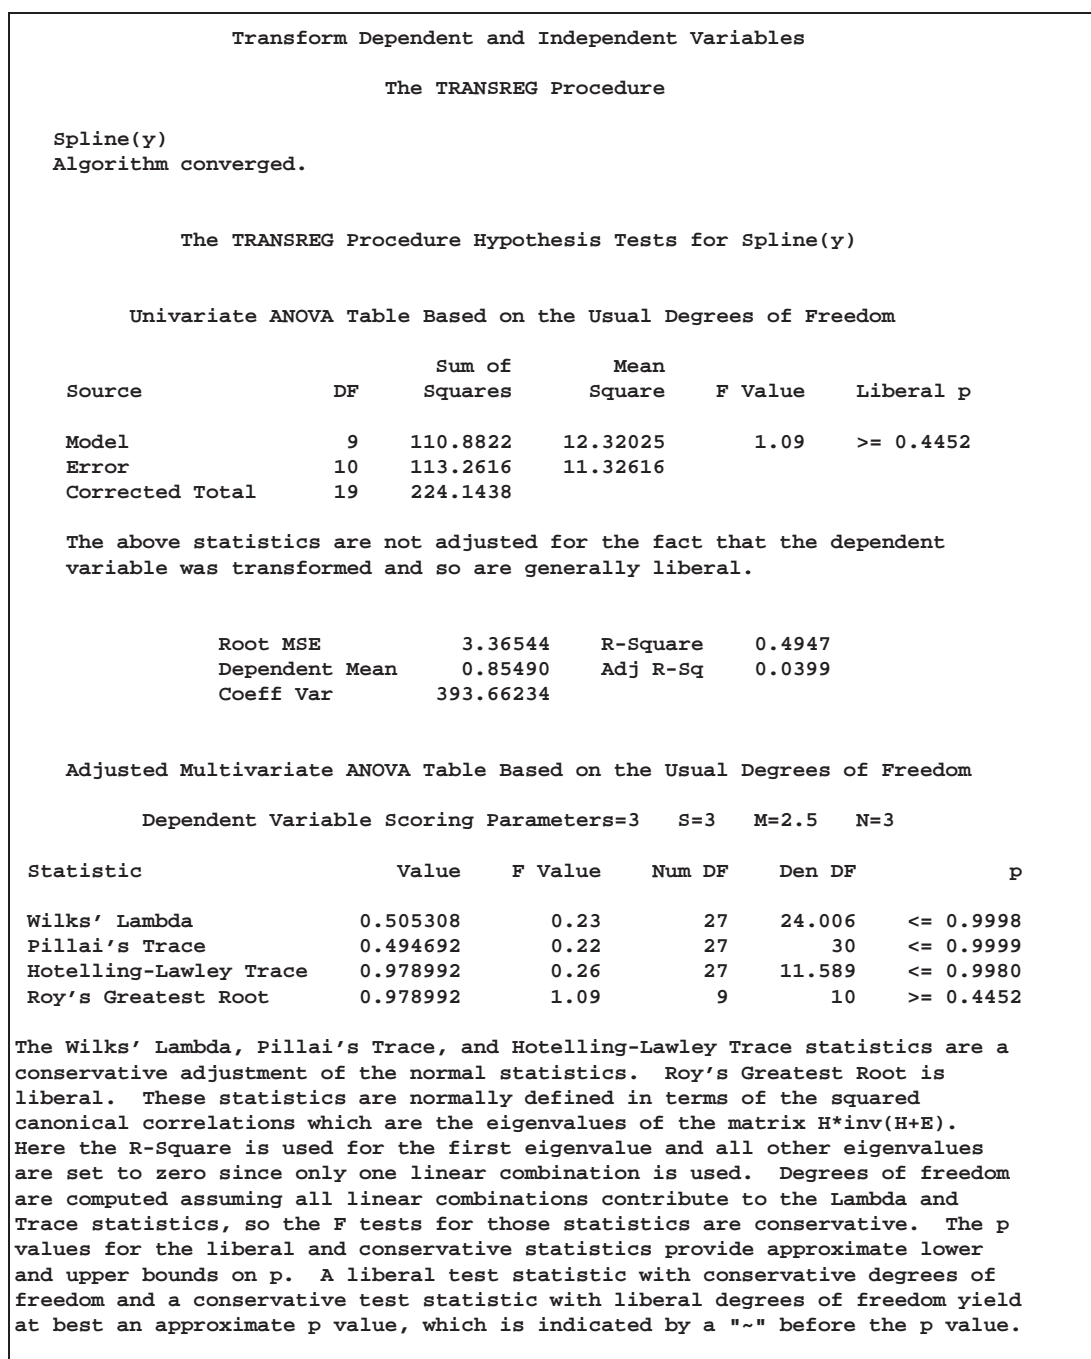 Transform Dependent and Independent Variables
The TRANSREG Procedure
Spline(y)
Algorithm converged.
The TRANSREG Procedure Hypothesis Tests for Spline(y)
Univariate ANOVA Table Based on the Usual Degrees of Freedom
Sum of Mean
Source DF Squares Square F Value Liberal p
Model 9 110.8822 12.32025 1.09 >= 0.4452
Error 10 113.2616 11.32616
Corrected Total 19 224.1438
The above statistics are not adjusted for the fact that the dependent
variable was transformed and so are generally liberal.
Root MSE 3.36544 R-Square 0.4947
Dependent Mean 0.85490 Adj R-Sq 0.0399
Coeff Var 393.66234
Adjusted Multivariate ANOVA Table Based on the Usual Degrees of Freedom
Dependent Variable Scoring Parameters=3 S=3 M=2.5 N=3
Statistic Value F Value Num DF Den DF p
Wilks’ Lambda 0.505308 0.23 27 24.006 <= 0.9998
Pillai’s Trace 0.494692 0.22 27 30 <= 0.9999
Hotelling-Lawley Trace 0.978992 0.26 27 11.589 <= 0.9980
Roy’s Greatest Root 0.978992 1.09 9 10 >= 0.4452
The Wilks’ Lambda, Pillai’s Trace, and Hotelling-Lawley Trace statistics are a
conservative adjustment of the normal statistics. Roy’s Greatest Root is
liberal. These statistics are normally defined in terms of the squared
canonical correlations which are the eigenvalues of the matrix H*inv(H+E).
Here the R-Square is used for the first eigenvalue and all other eigenvalues
are set to zero since only one linear combination is used. Degrees of freedom
are computed assuming all linear combinations contribute to the Lambda and
Trace statistics, so the F tests for those statistics are conservative. The p
values for the liberal and conservative statistics provide approximate lower
and upper bounds on p. A liberal test statistic with conservative degrees of
freedom and a conservative test statistic with liberal degrees of freedom yield
at best an approximate p value, which is indicated by a "~" before the p value.